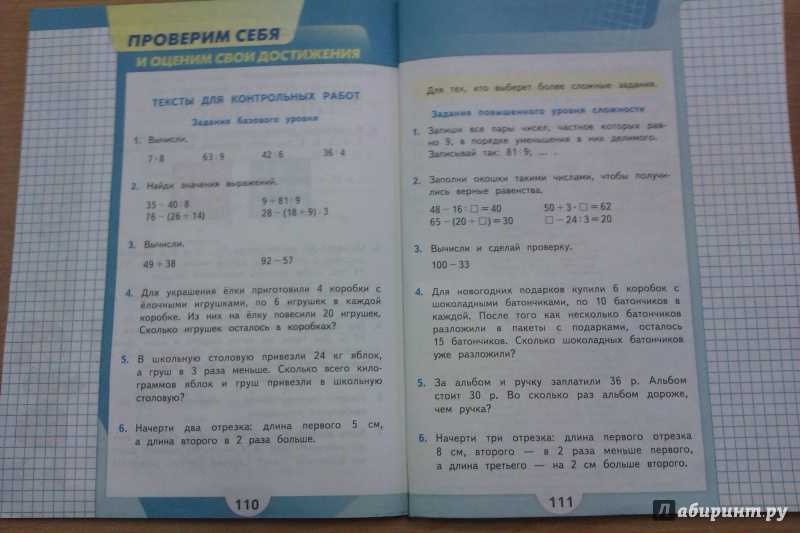 ПРОВЕРИМ СЕБЯ
И ОЦЕНИМ СВОИ ДОСТИЖЕНИЯ
ТЕКСТЫ ДЛЯ КОНТРОЛЬНЫХ РАБОТ
Задания базового уровня
1. Вычисли.
7 · 8 63 : 9 42 : 6 36 : 4
2. Найди значения выражений.
35 − 40 : 8 9 + 81 : 9
76 − (26 + 14) 28 − (18 : 9) · 3
3. Вычисли.
49 + 38 92 − 57
4. Для украшения ёлки приготовили 4 коробки с
ёлочными игрушками, по 6 игрушек в каждой
коробке. Из них на ёлку повесили 20 игрушек.
Сколько игрушек осталось в коробках?
5. В школьную столовую привезли 24 кг яблок,
а груш в 3 раза меньше. Сколько всего кило-
граммов яблок и груш привезли в школьную
столовую?
6. Начерти два отрезка: длина первого 5 см,
а длина второго в 2 раза больше.
110
Для тех, кто выберет более сложные задания.
Задания повышенного уровня сложности
1. Запиши все пары чисел, частное которых рав-
но 9, в порядке уменьшения в них делимого.
Записывай так: 81 : 9; ... .
2. Заполни окошки такими числами, чтобы получи-
лись верные равенства.
48 − 16 : □ = 40 50 + 3 · □ = 62
65 − (20 + □) = 30 □ − 24 : 3 = 20
3. Вычисли и сделай проверку.
100 − 33
4. Для новогодних подарков купили 6 коробок с
шоколадными батончиками, по 10 батончиков в
каждой. После того как несколько батончиков
разложили в пакеты с подарками, осталось
15 батончиков. Сколько шоколадных батончиков
уже разложили?
5. За альбом и ручку заплатили 36 р. Альбом
стоит 30 р. Во сколько раз альбом дороже,
чем ручка?
6. Начерти три отрезка: длина первого отрезка
8 см, второго — в 2 раза меньше первого,
а длина третьего — на 2 см больше второго.
111
Лабиринт.ру